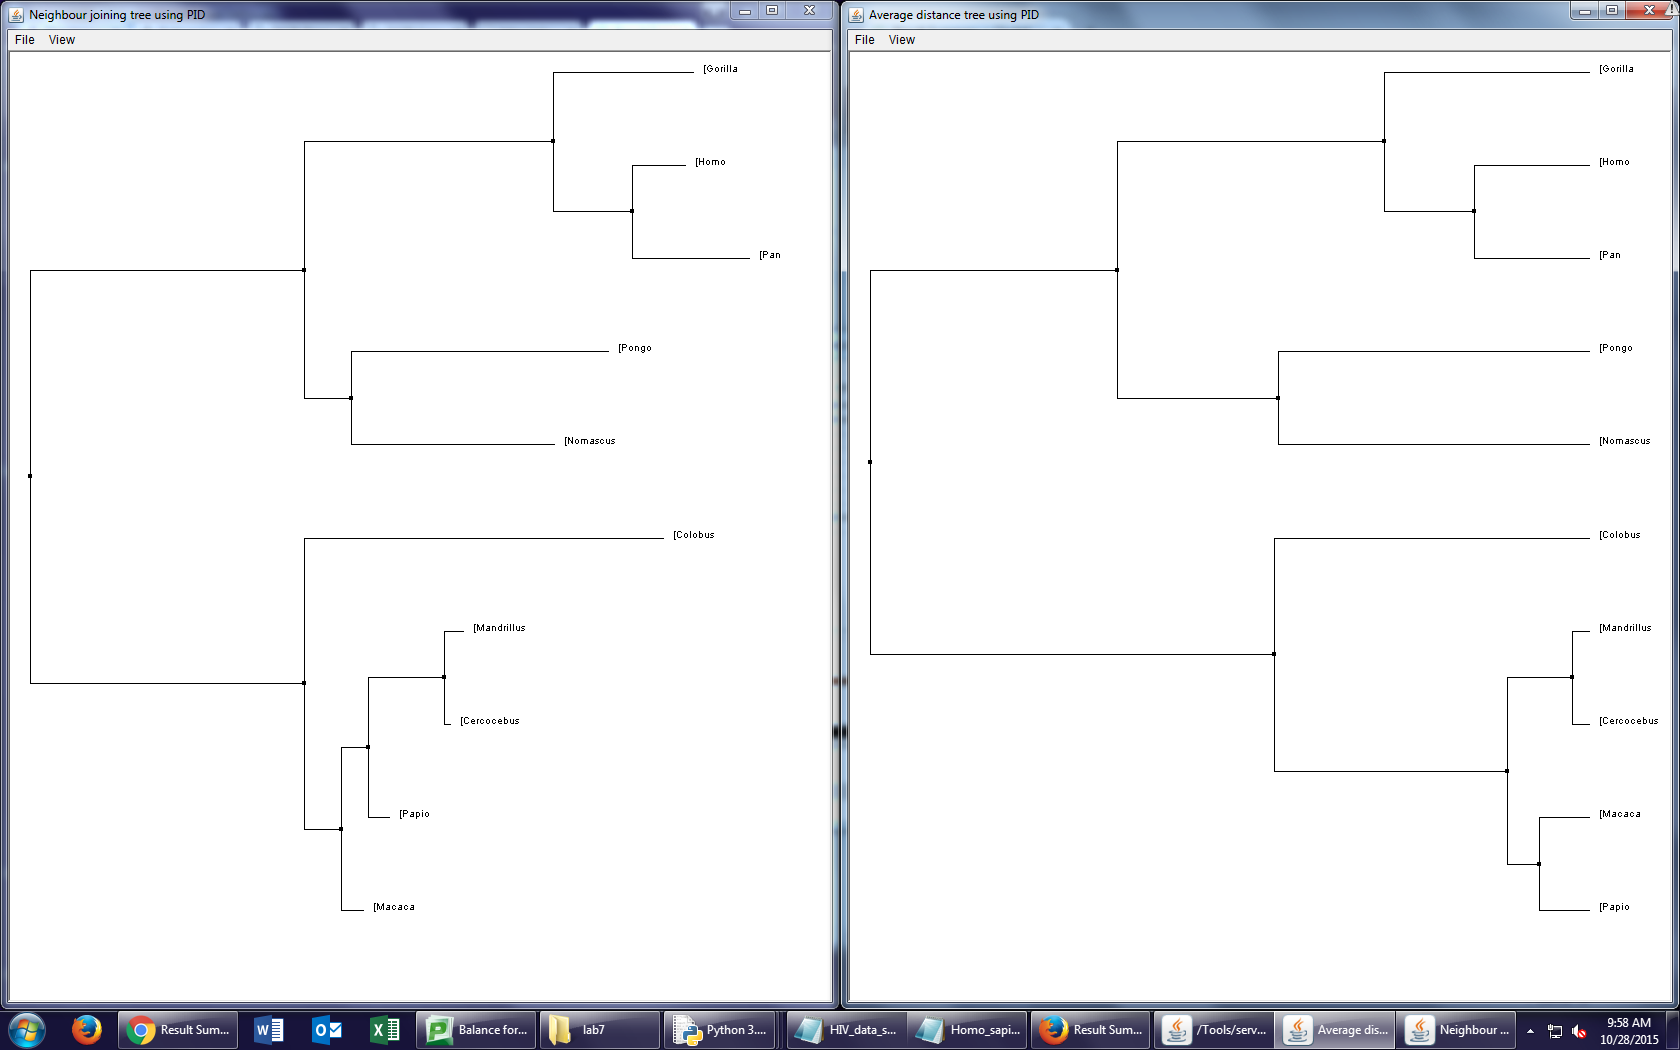 Neighbour joining tree using PID
File View
[Gorilla
[Homo
[Pan
[Pongo
[Nomascus
[Colobus
[Mandrillus
[Cercocebus
[Papio
[Macaca
Average distance tree using PID
File View
[Gorilla
[Homo
[Pan
[Pongo
[Nomascus
[Colobus
[Mandrillus
[Cercocebus
[Macaca
[Papio
Result Sum... Balance for... lab7 Python 3.... HIV_data_s... Homo_sapi... Result Sum... /Tools/serv... Average dis... Neighbour ... 9:58 AM
10/28/2015